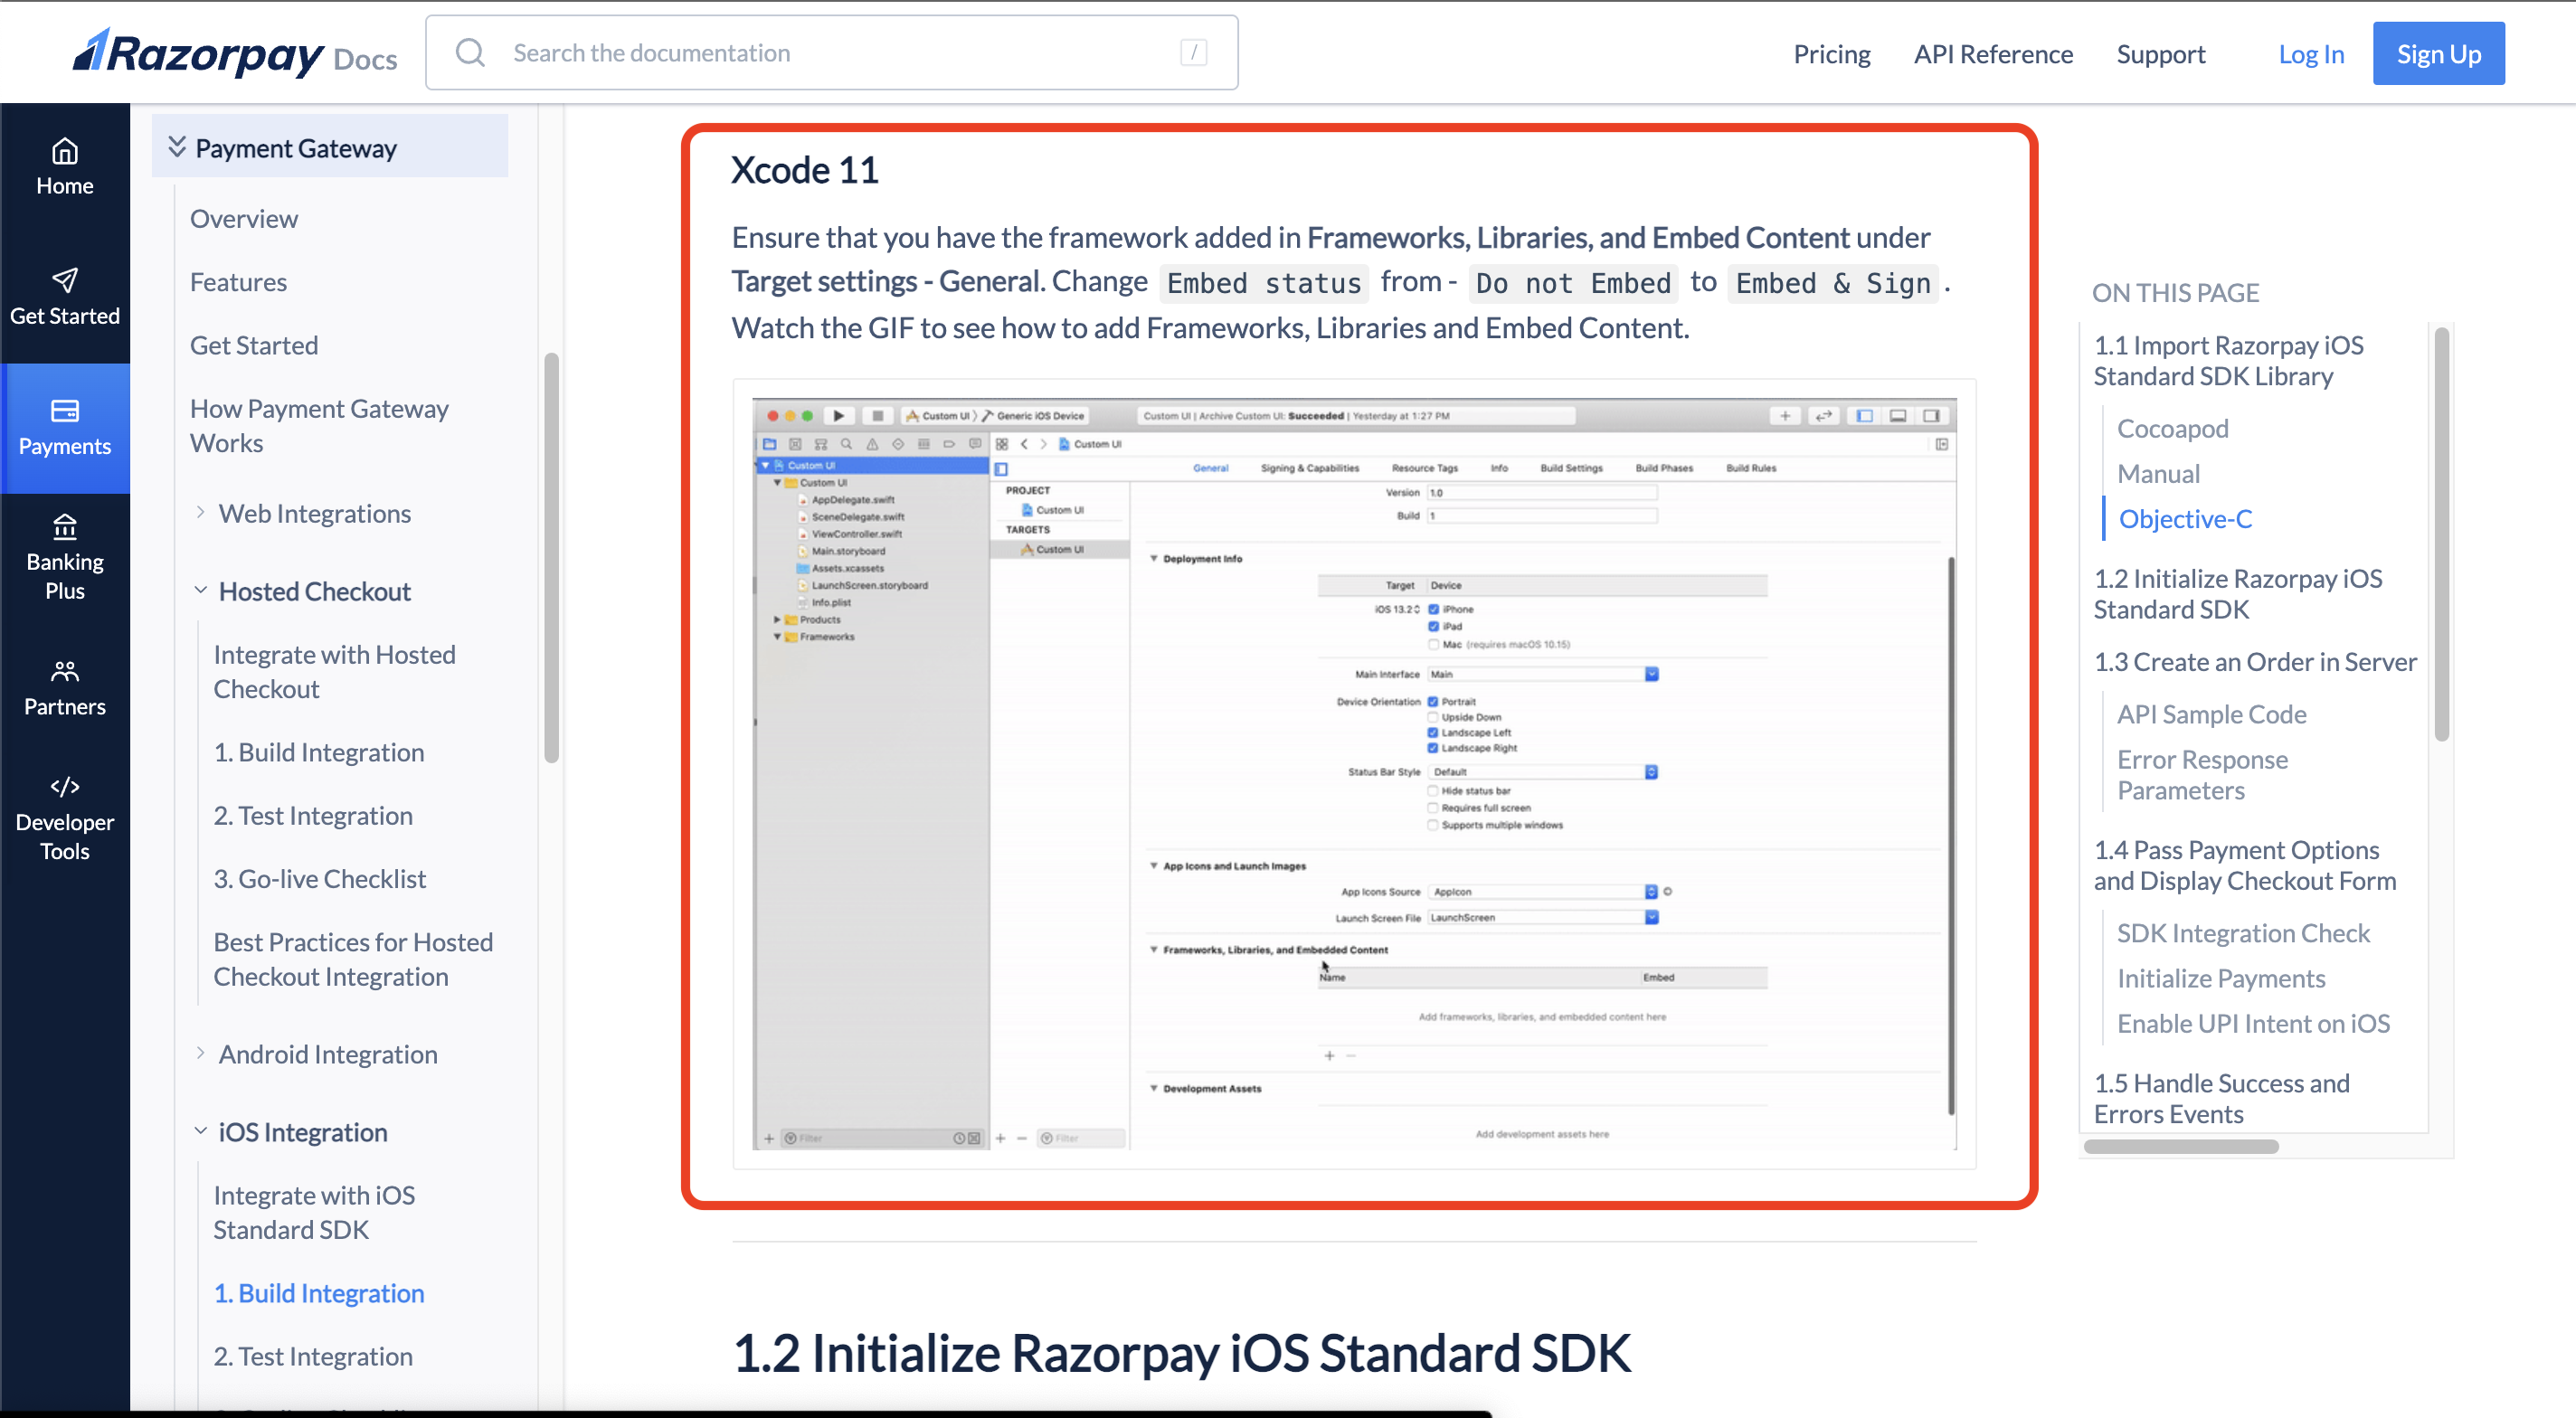 Razorpay Docs
Search the documentation
/
Pricing
API Reference
Support
Log In
Sign Up
Home
Get Started
Payments
Banking
Plus
Partners
Developer
Tools
Payment Gateway
Overview
Features
Get Started
How Payment Gateway
Works
Web Integrations
Hosted Checkout
Integrate with Hosted
Checkout
1. Build Integration
2. Test Integration
3. Go-live Checklist
Best Practices for Hosted
Checkout Integration
Android Integration
iOS Integration
Integrate with iOS
Standard SDK
1. Build Integration
2. Test Integration
Xcode 11
Ensure that you have the framework added in Frameworks, Libraries, and Embed Content under
Target settings - General. Change Embed status from - Do not Embed to Embed & Sign .
Watch the GIF to see how to add Frameworks, Libraries and Embed Content.
Custom UI
Generic iOS Device
Custom UI | Archive Custom UI: Succeeded | Yesterday at 1:27 PM
Custom UI
Custom UI
Custom UI
AppDelegate.swift
SceneDelegate.swift
ViewController.swift
Main.storyboard
Assets.xcassets
LaunchScreen.storyboard
Info.plist
Products
Frameworks
Filter
PROJECT
Custom UI
TARGETS
Custom UI
Filter
General
Signing & Capabilities
Resource Tags
Info
Build Settings
Build Phases
Build Rules
Version 1.0
Build 1
Deployment Info
Target Device
iOS 13.2 iPhone
iPad
Mac (requires macOS 10.15)
Main Interface Main
Device Orientation Portrait
Upside Down
Landscape Left
Landscape Right
Status Bar Style Default
Hide status bar
Requires full screen
Supports multiple windows
App Icons and Launch Images
App Icons Source AppIcon
Launch Screen File LaunchScreen
Frameworks, Libraries, and Embedded Content
Name Embed
Add frameworks, libraries, and embedded content here
Development Assets
Add development assets here
1.2 Initialize Razorpay iOS Standard SDK
ON THIS PAGE
1.1 Import Razorpay iOS
Standard SDK Library
Cocoapod
Manual
Objective-C
1.2 Initialize Razorpay iOS
Standard SDK
1.3 Create an Order in Server
API Sample Code
Error Response
Parameters
1.4 Pass Payment Options
and Display Checkout Form
SDK Integration Check
Initialize Payments
Enable UPI Intent on iOS
1.5 Handle Success and
Errors Events